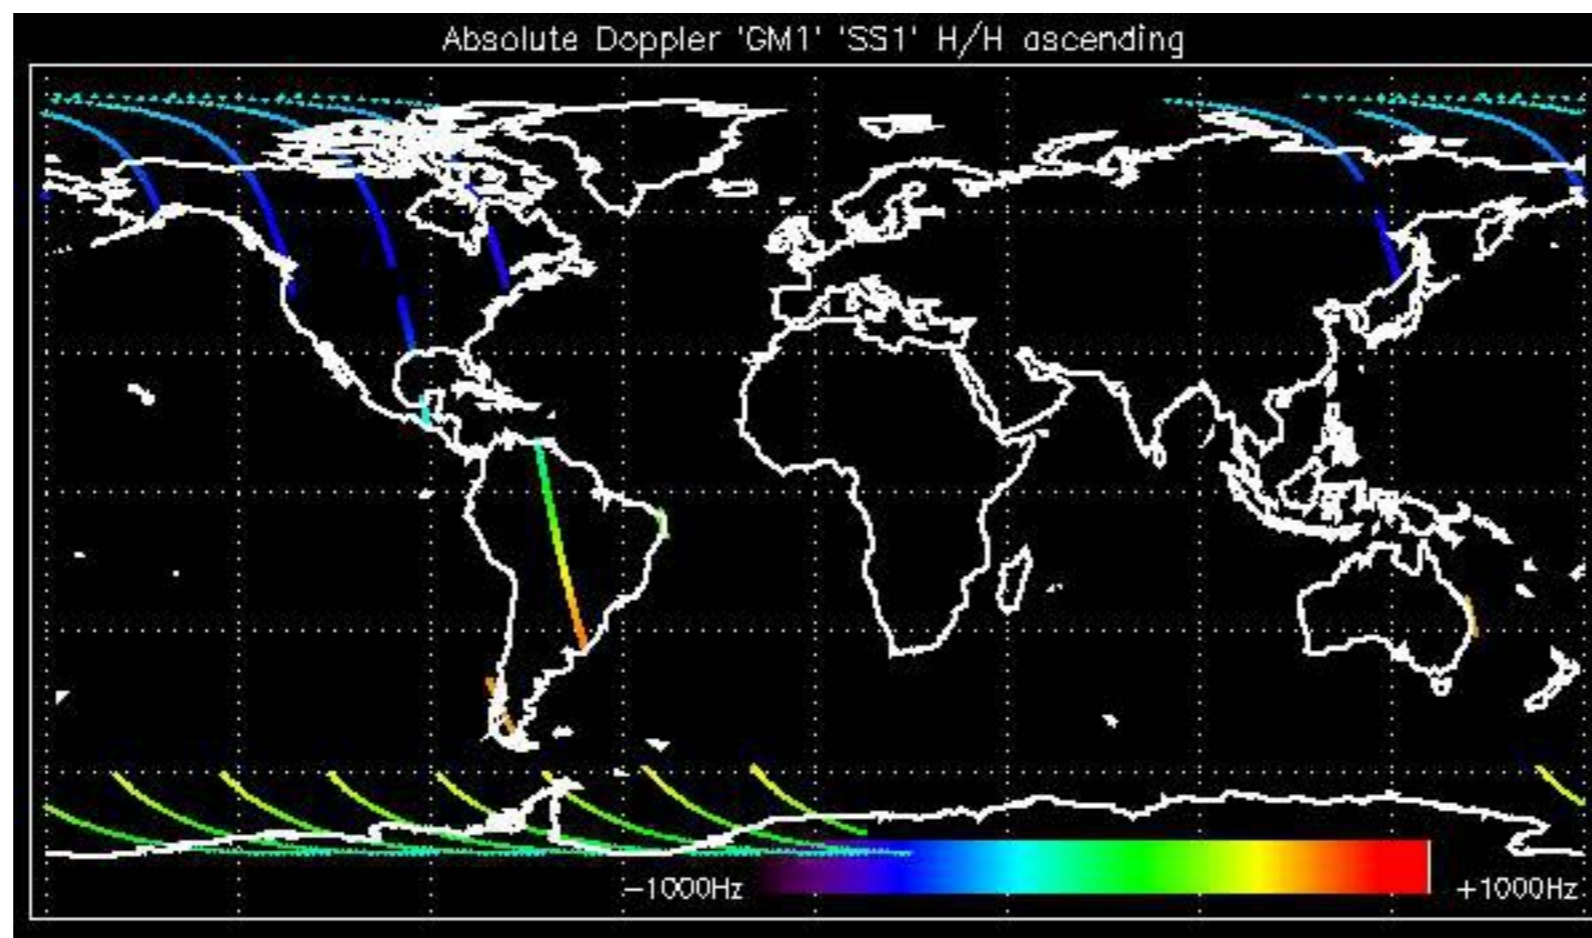 Absolute Doppler 'GM1' 'SS1' H/H ascending
−1000Hz +1000Hz